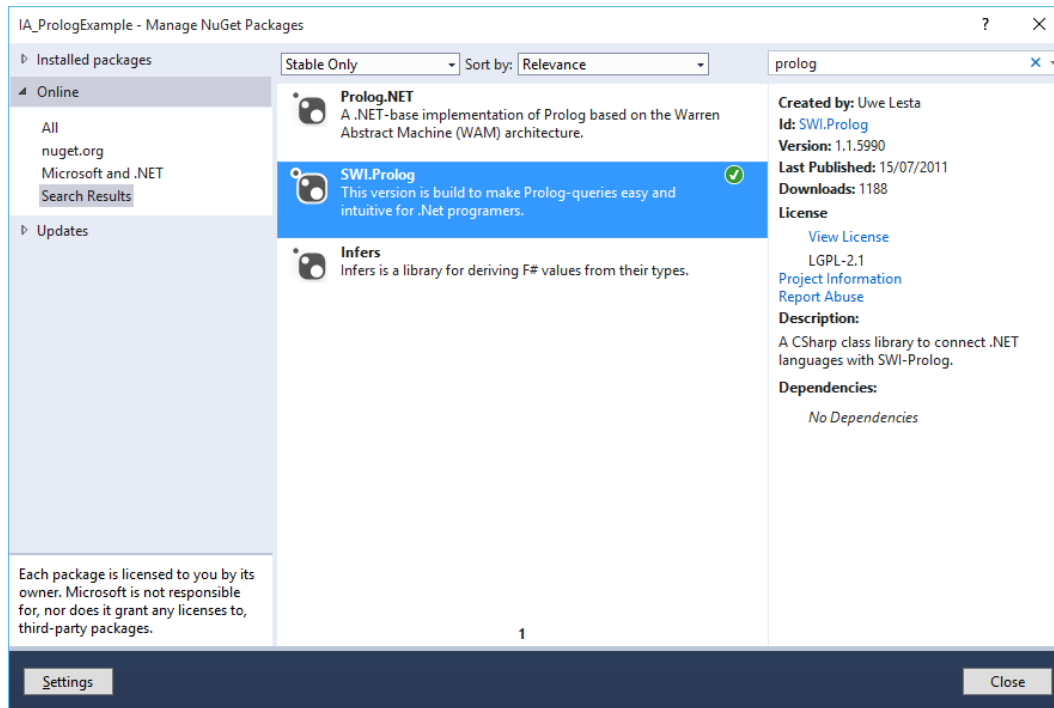 IA_PrologExample - Manage NuGet Packages
?
Installed packages
Online
All
nuget.org
Microsoft and .NET
Search Results
Updates
Each package is licensed to you by its
owner. Microsoft is not responsible
for, nor does it grant any licenses to,
third-party packages.
Stable Only
Sort by:
Relevance
Prolog.NET
A .NET-base implementation of Prolog based on the Warren
Abstract Machine (WAM) architecture.
SWI.Prolog
This version is build to make Prolog-queries easy and
intuitive for .Net programers.
Infers
Infers is a library for deriving F# values from their types.
1
prolog
Created by: Uwe Lesta
Id: SWI.Prolog
Version: 1.1.5990
Last Published: 15/07/2011
Downloads: 1188
License
View License
LGPL-2.1
Project Information
Report Abuse
Description:
A CSharp class library to connect .NET
languages with SWI-Prolog.
Dependencies:
No Dependencies
Settings
Close